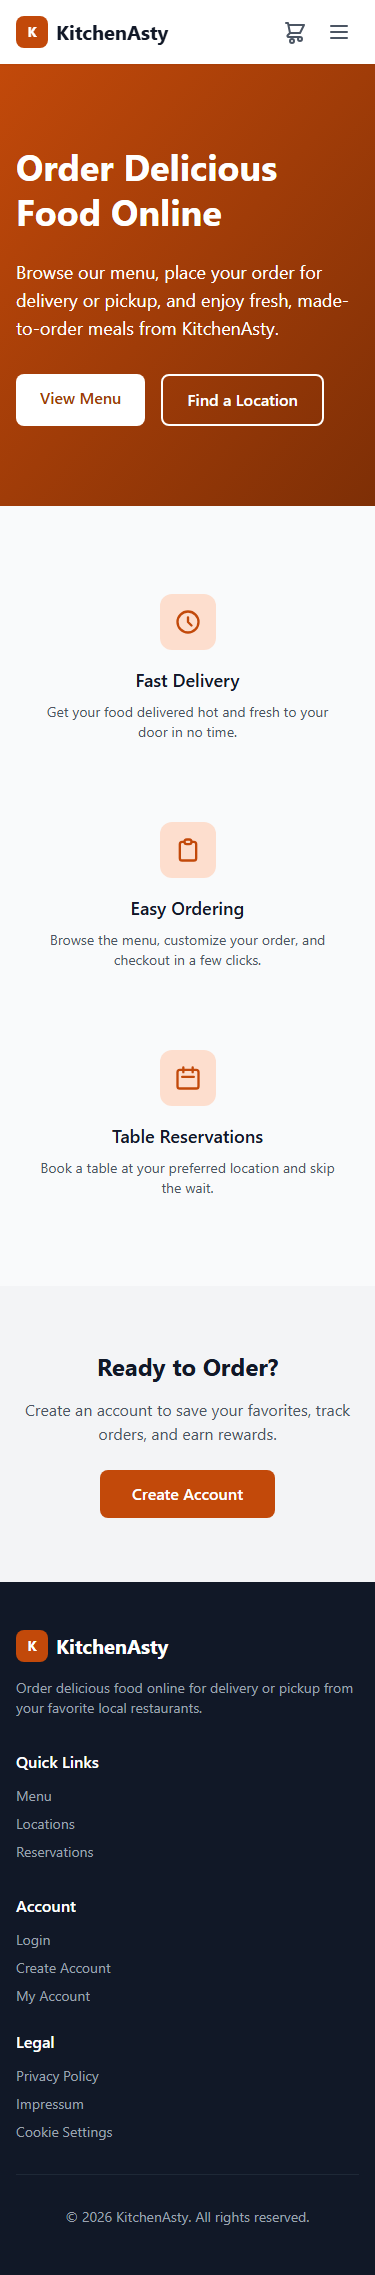 K KitchenAsty
Order Delicious
Food Online
Browse our menu, place your order for
delivery or pickup, and enjoy fresh, made-
to-order meals from KitchenAsty.
View Menu
Find a Location
Fast Delivery
Get your food delivered hot and fresh to your
door in no time.
Easy Ordering
Browse the menu, customize your order, and
checkout in a few clicks.
Table Reservations
Book a table at your preferred location and skip
the wait.
Ready to Order?
Create an account to save your favorites, track
orders, and earn rewards.
Create Account
K KitchenAsty
Order delicious food online for delivery or pickup from
your favorite local restaurants.
Quick Links
Menu
Locations
Reservations
Account
Login
Create Account
My Account
Legal
Privacy Policy
Impressum
Cookie Settings
© 2026 KitchenAsty. All rights reserved.